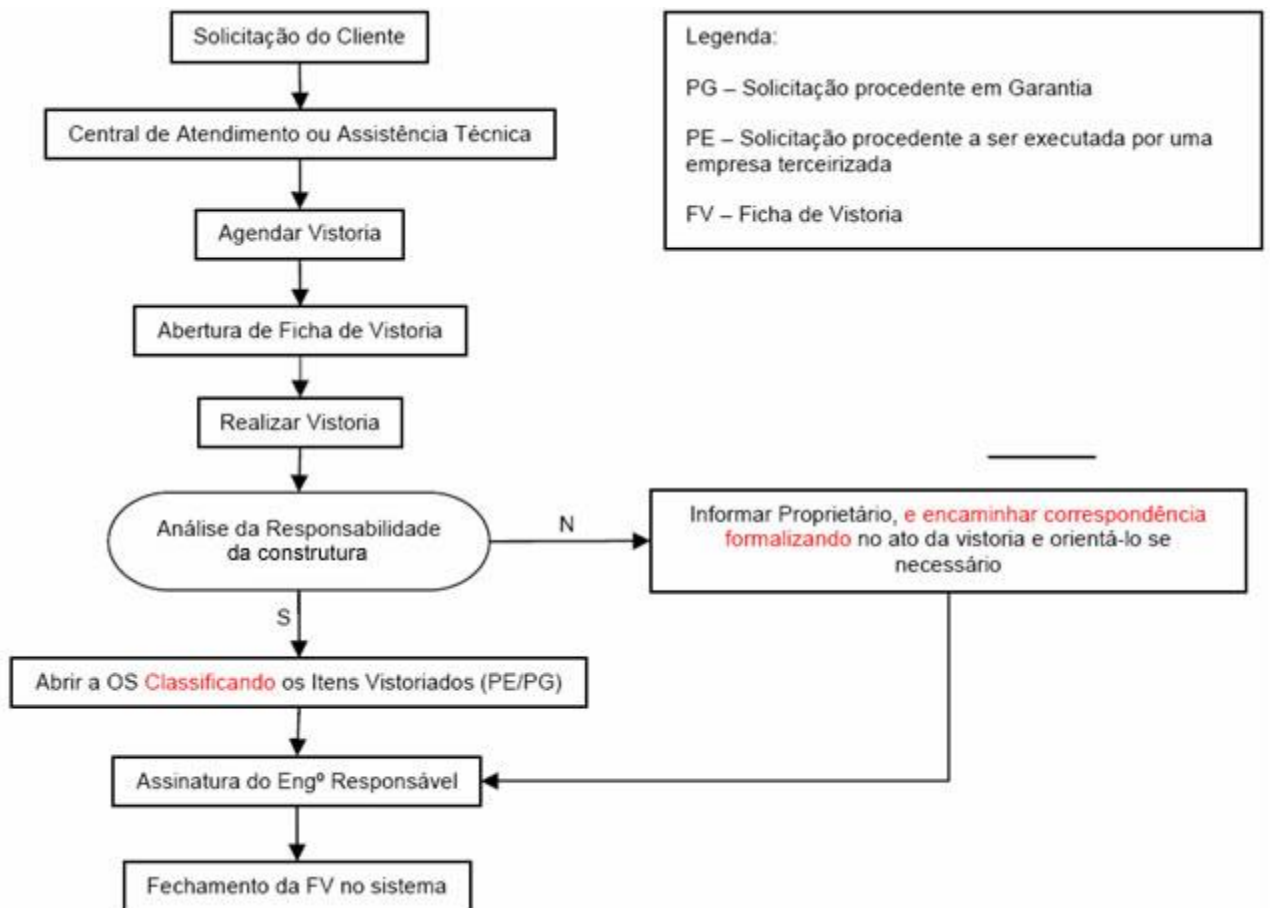 Solicitação do Cliente
Central de Atendimento ou Assistência Técnica
Agendar Vistoria
Abertura de Ficha de Vistoria
Realizar Vistoria
Análise da Responsabilidade
da construtura
N
Informar Proprietário, e encaminhar correspondência
formalizando no ato da vistoria e orientá-lo se
necessário
S
Abrir a OS Classificando os Itens Vistoriados (PE/PG)
Assinatura do Engº Responsável
Fechamento da FV no sistema
Legenda:
PG – Solicitação procedente em Garantia
PE – Solicitação procedente a ser executada por uma
empresa terceirizada
FV – Ficha de Vistoria